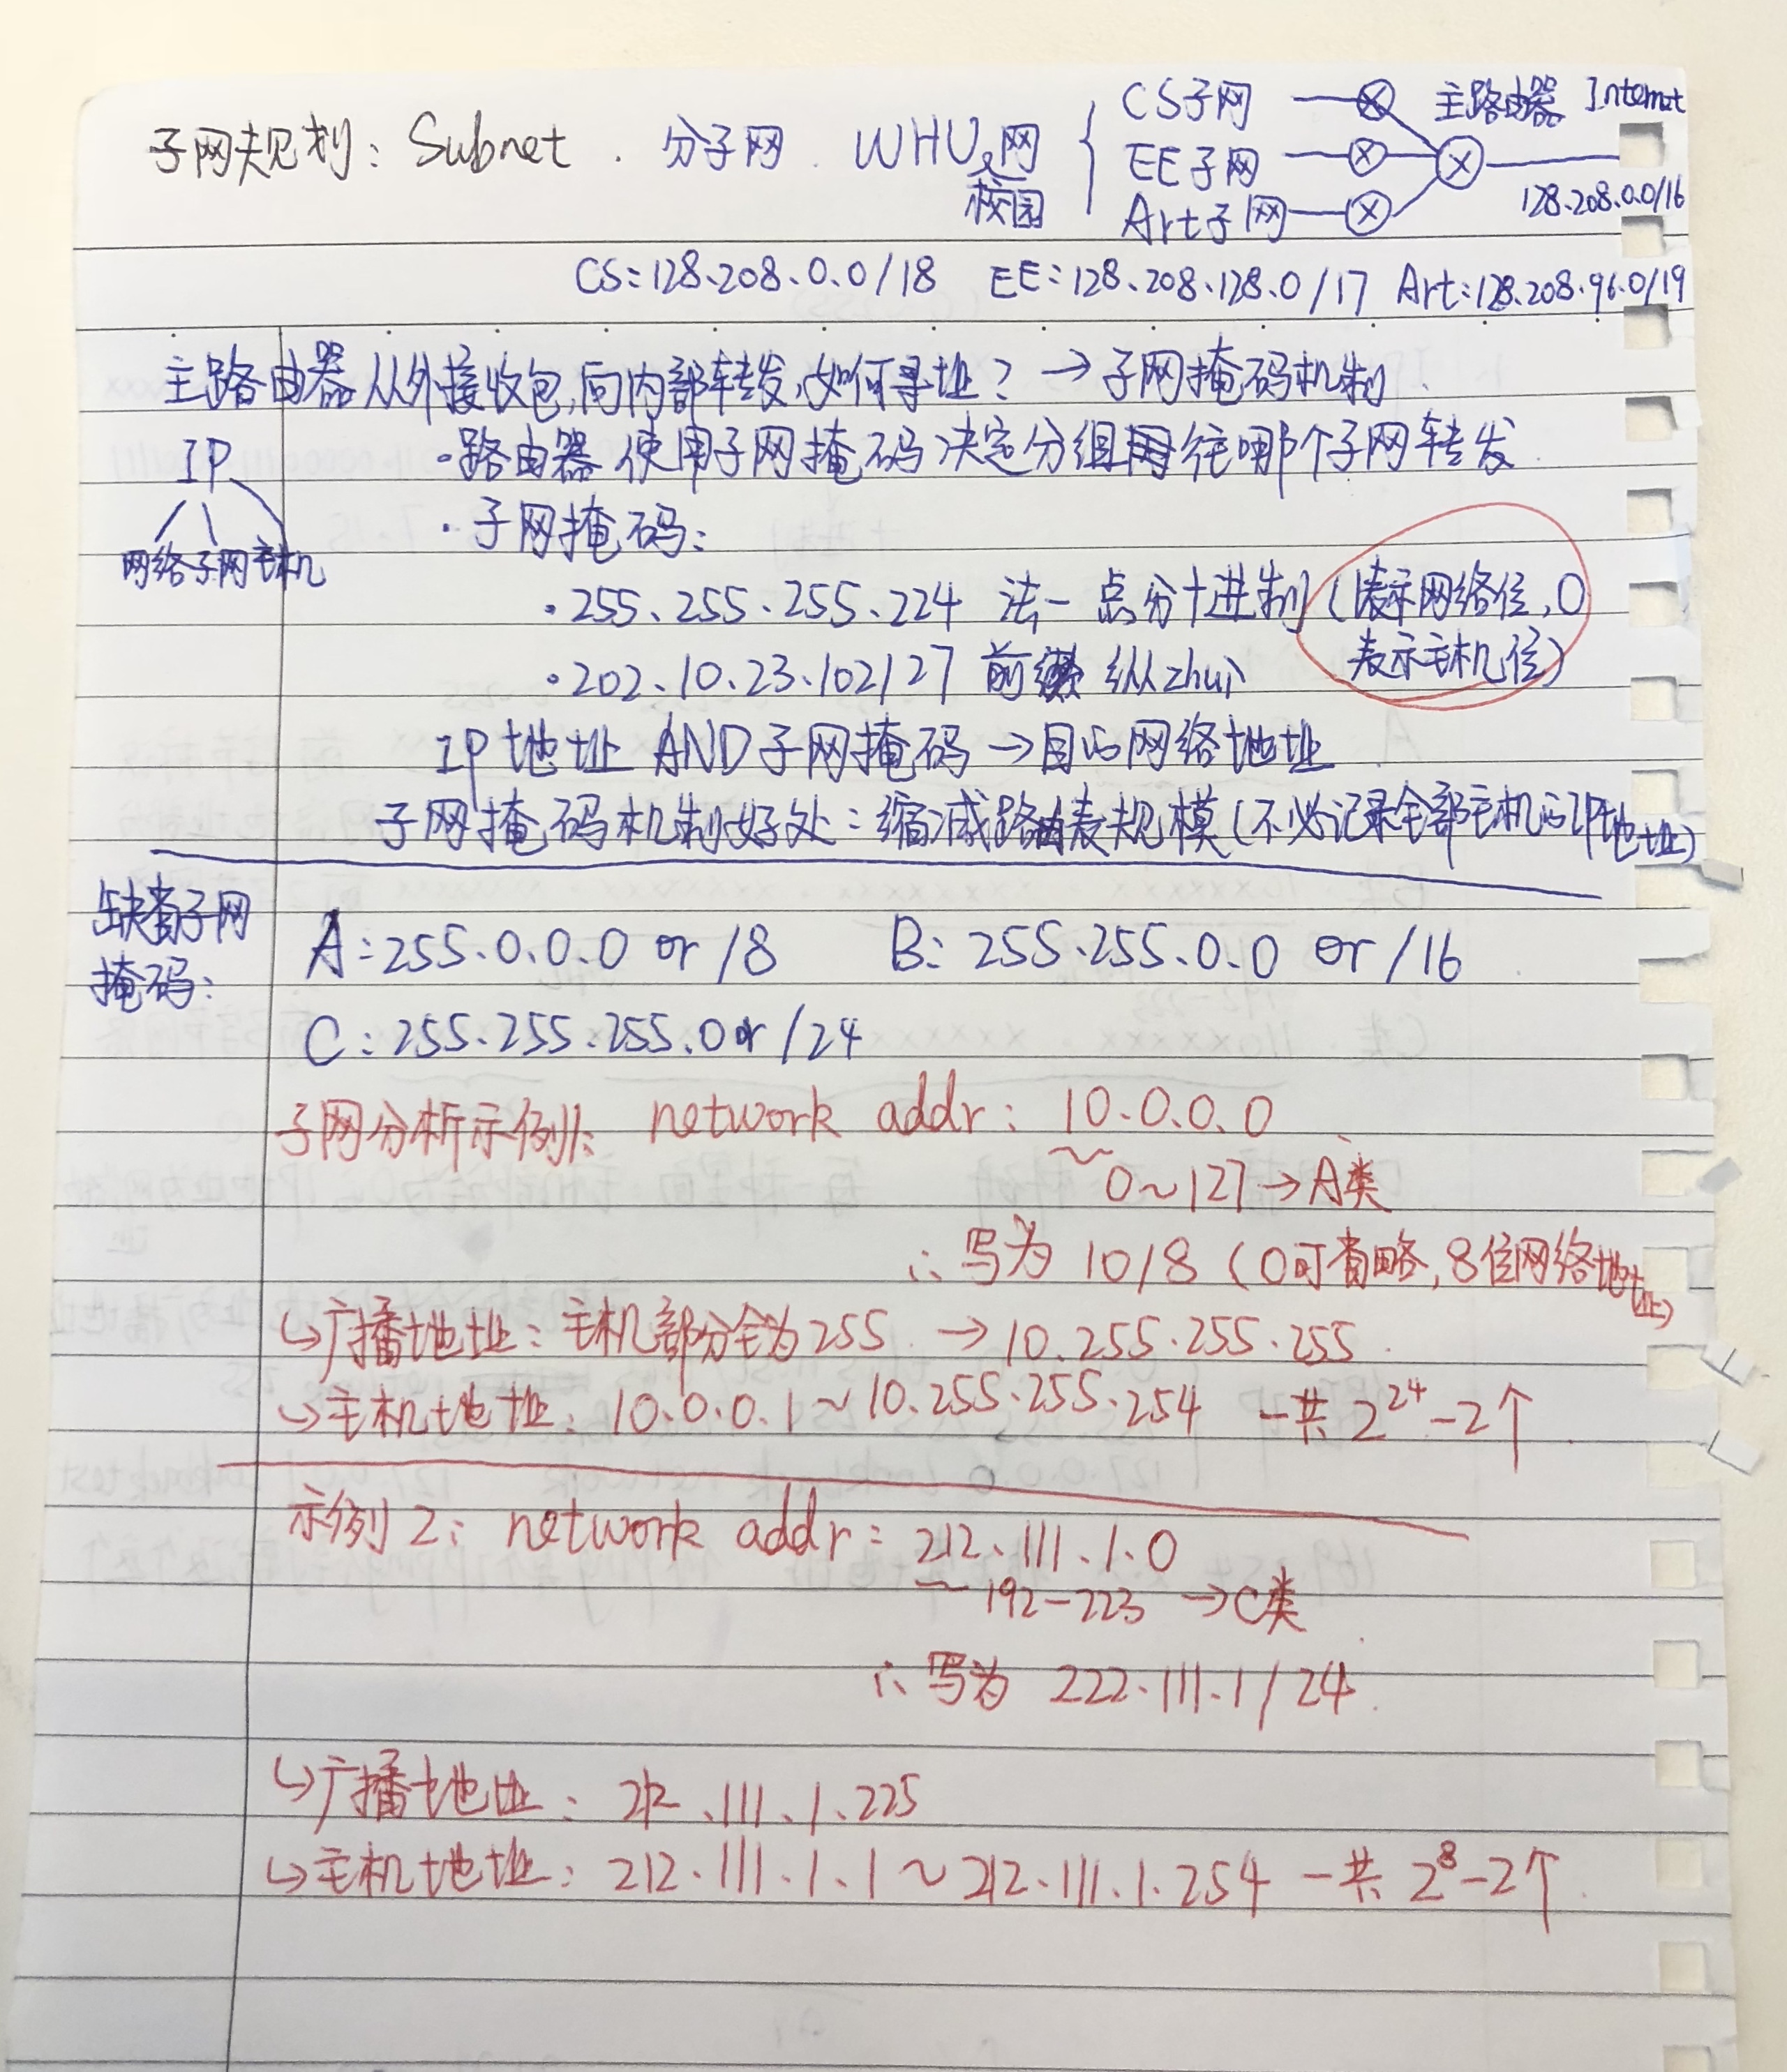 子网规划：Subnet . 分子网. WHU校园网 { CS子网 主路由器 Internet
EE子网
Art子网 128.208.0.0/16
CS：128.208.0.0/18 EE：128.208.128.0/17 Art：128.208.96.0/19
主路由器从外接收包，向内部转发，如何寻址？→子网掩码机制.
IP ·路由器使用子网掩码决定分组往哪个子网转发.
·子网掩码：
网络 子网 主机
·255.255.255.224 法一 点分十进制（1表示网络位，0
表示主机位）
·202.10.23.102/27 前缀 纵zhuì
IP地址 AND 子网掩码→目的网络地址
子网掩码机制好处：缩减路由表规模（不必记录全部主机的IP地址）
缺省子网
掩码：
A：255.0.0.0 or /8 B：255.255.0.0 or /16
C：255.255.255.0 or /24
子网分析示例1： network addr：10.0.0.0
0~127→A类
∴写为 10/8（0可省略，8位网络地址）
↳广播地址：主机部分全为255 →10.255.255.255.
↳主机地址：10.0.0.1~10.255.255.254 一共2²⁴-2个.
示例2：network addr：212.111.1.0
192-223 →C类
∴写为 222.111.1/24.
↳广播地址：212.111.1.225
↳主机地址：212.111.1.1~212.111.1.254 一共2⁸-2个.